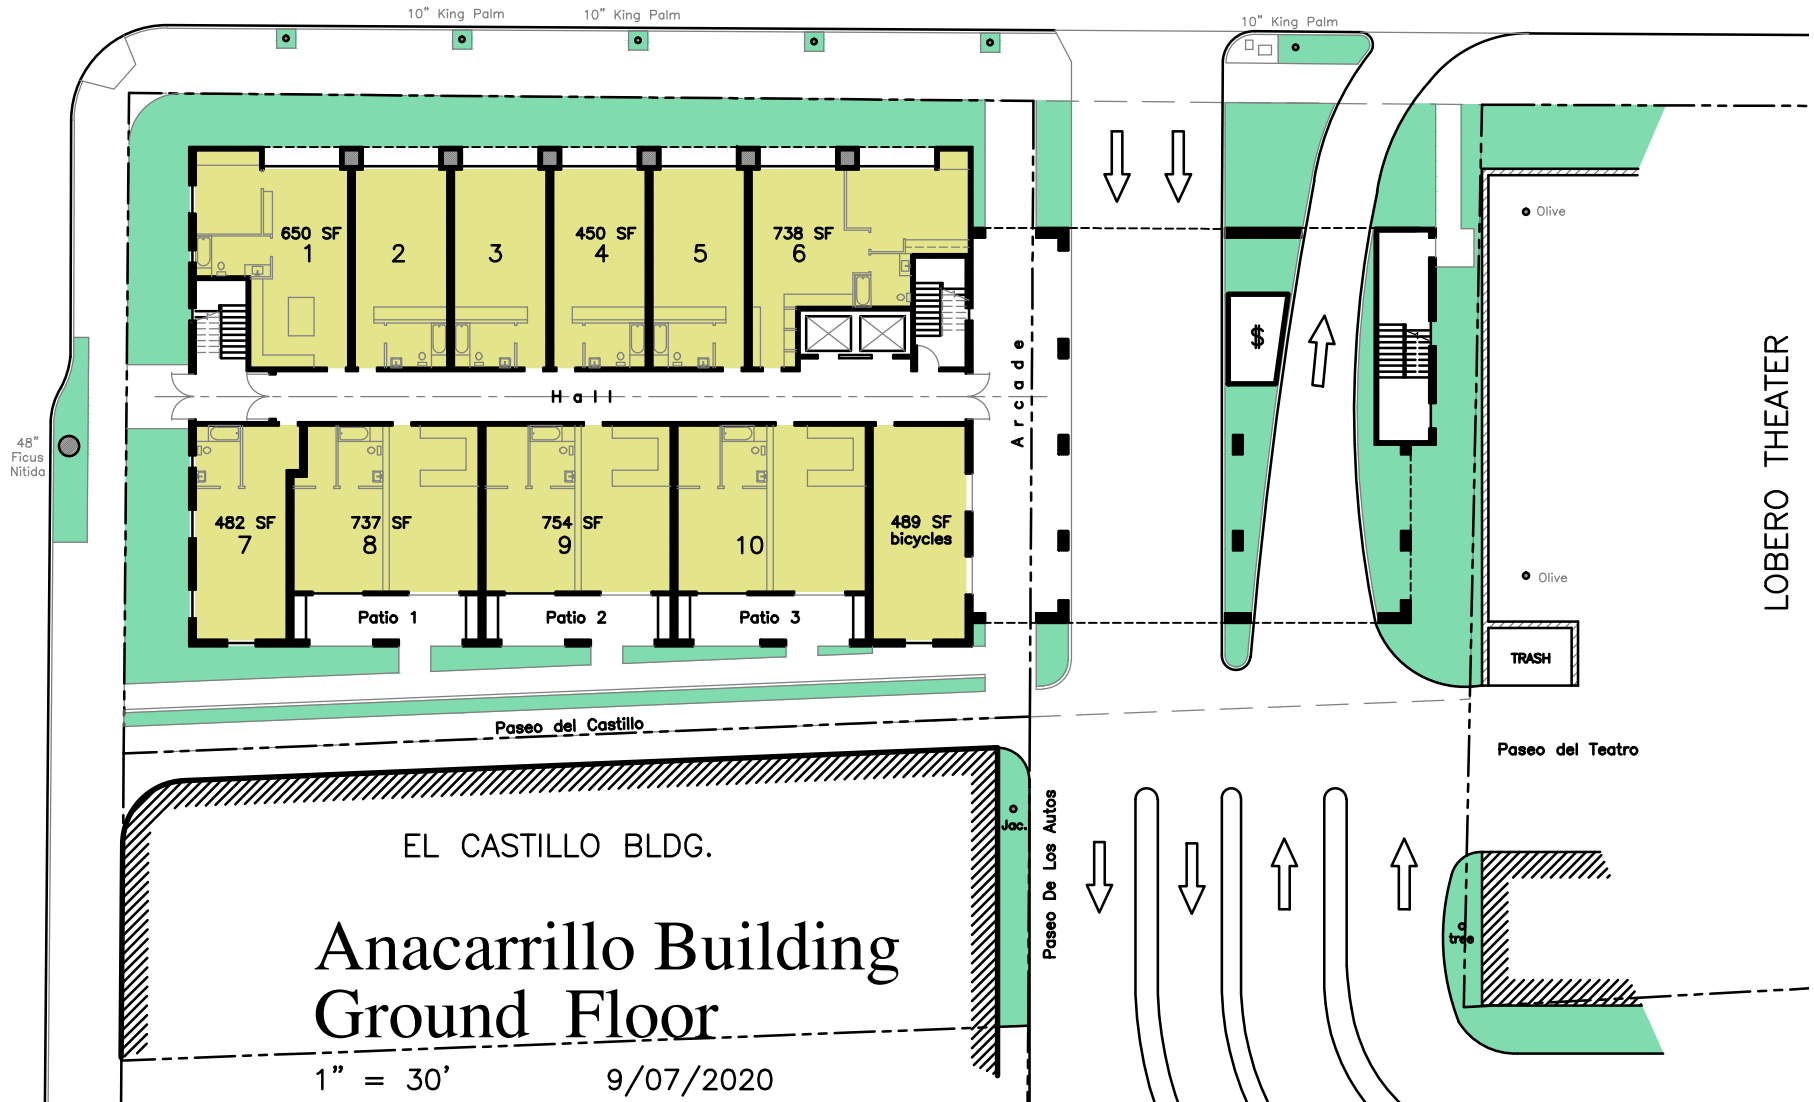 10" King Palm
10" King Palm
10" King Palm
Olive
650 SF
1
2
3
450 SF
4
5
738 SF
6
$
Hall
Arcade
LOBERO THEATER
48"
Ficus
Nitida
482 SF
7
737 SF
8
754 SF
9
10
489 SF
bicycles
Olive
Patio 1
Patio 2
Patio 3
TRASH
Paseo del Castillo
Paseo del Teatro
Jac.
Paseo De Los Autos
EL CASTILLO BLDG.
tree
Anacarrillo Building
Ground Floor
1" = 30'
9/07/2020